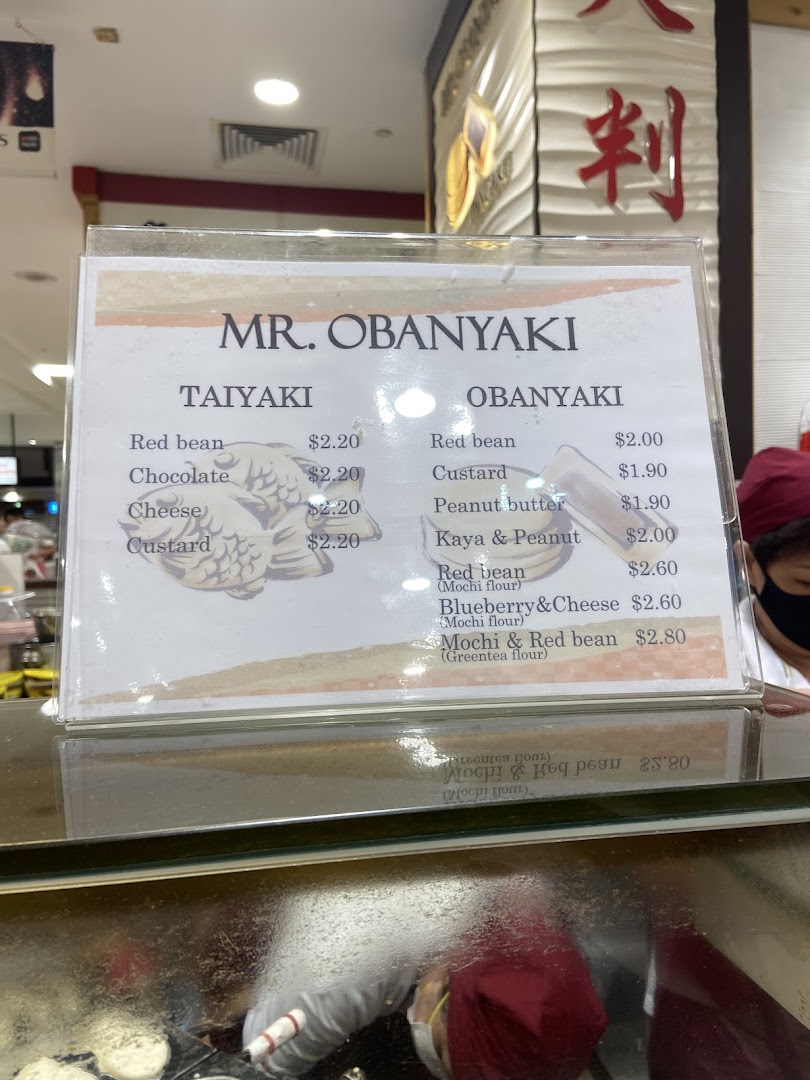 判
MR. OBANYAKI
TAIYAKI
Red bean $2.20
Chocolate $2.20
Cheese $2.20
Custard $2.20
OBANYAKI
Red bean $2.00
Custard $1.90
Peanut butter $1.90
Kaya & Peanut $2.00
Red bean $2.60
(Mochi flour)
Blueberry&Cheese $2.60
(Mochi flour)
Mochi & Red bean $2.80
(Greentea flour)